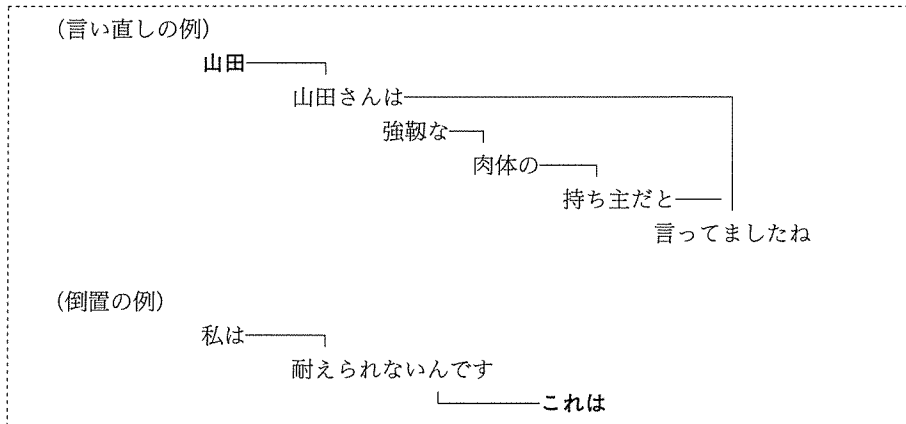 (言い直しの例)
山田
山田さんは
強靱な
肉体の
持ち主だと
言ってましたね
(倒置の例)
私は
耐えられないんです
これは